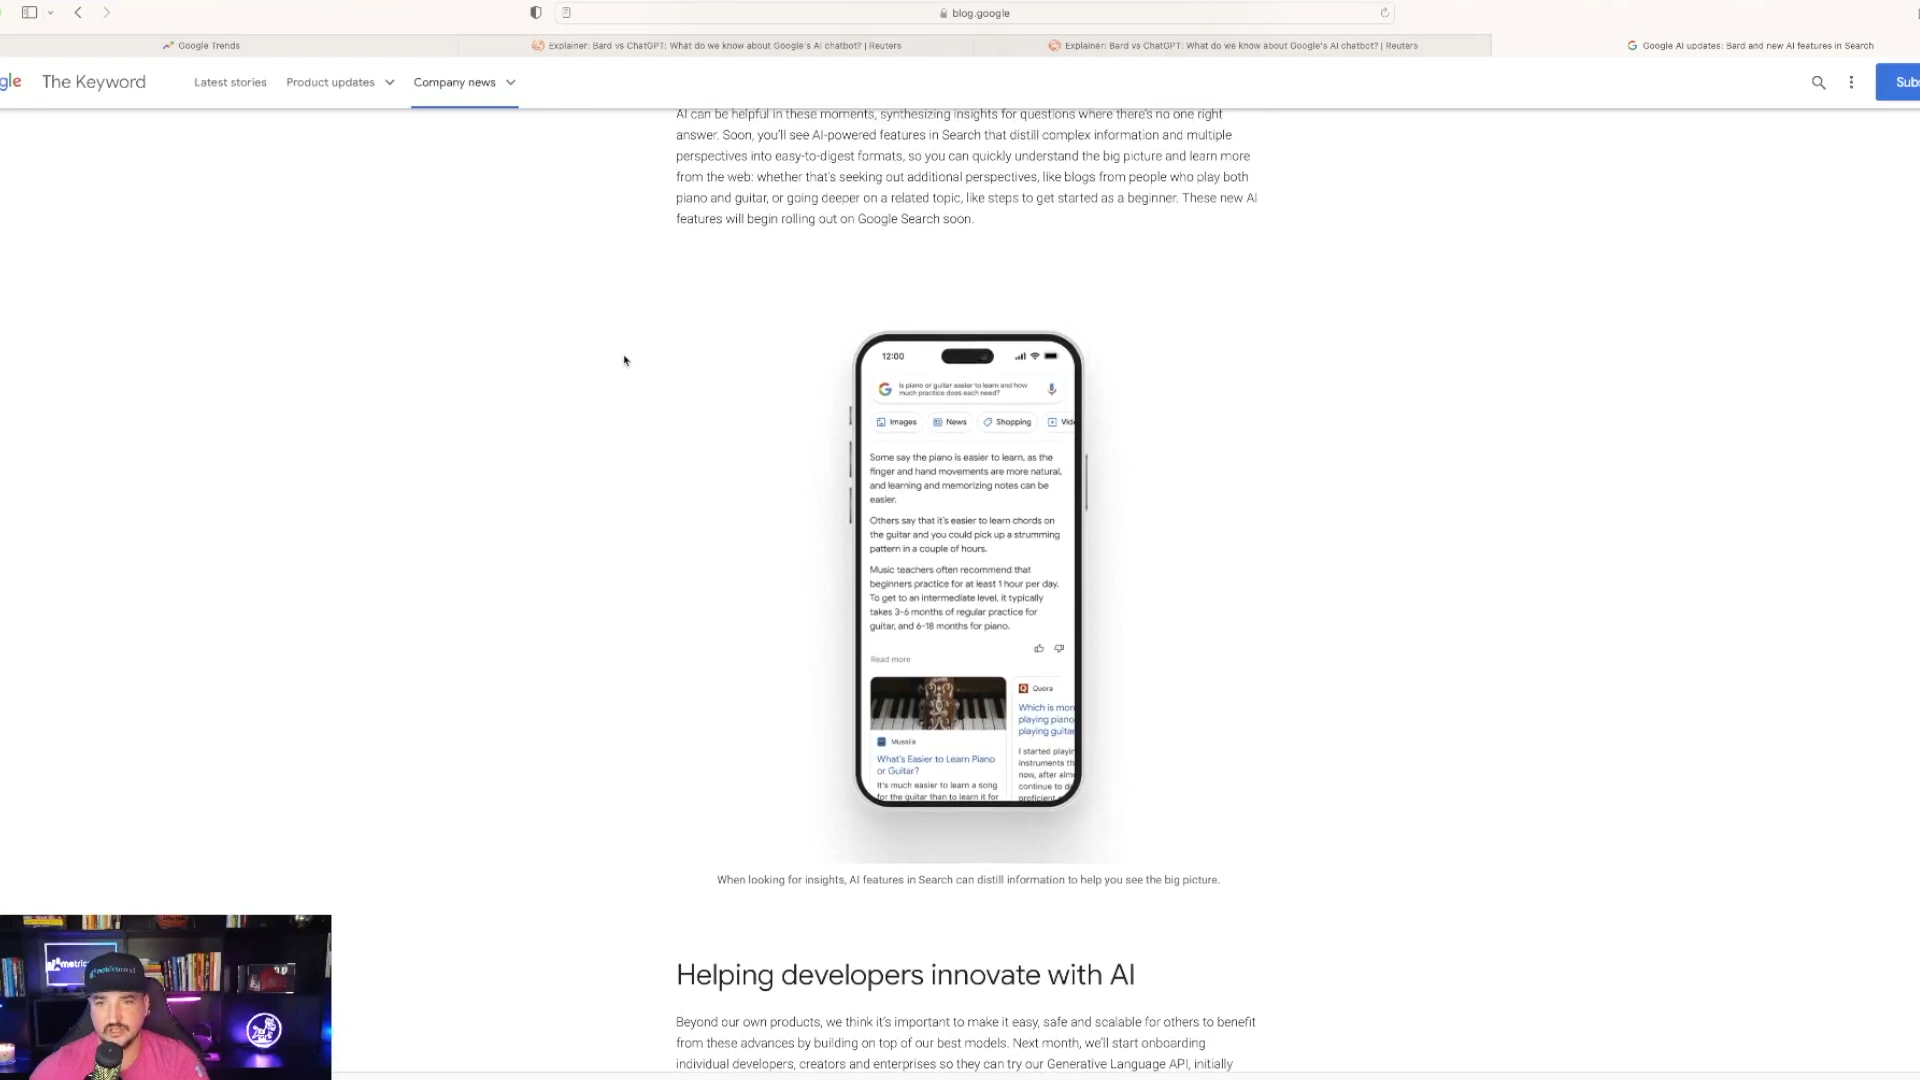 blog.google
Google Trends
Explainer: Bard vs ChatGPT: What do we know about Google's AI chatbot? | Reuters
Explainer: Bard vs ChatGPT: What do we know about Google's AI chatbot? | Reuters
Google AI updates: Bard and new AI features in Search
gle The Keyword
Latest stories
Product updates
Company news
Subs
AI can be helpful in these moments, synthesizing insights for questions where there's no one right
answer. Soon, you'll see AI-powered features in Search that distill complex information and multiple
perspectives into easy-to-digest formats, so you can quickly understand the big picture and learn more
from the web: whether that's seeking out additional perspectives, like blogs from people who play both
piano and guitar, or going deeper on a related topic, like steps to get started as a beginner. These new AI
features will begin rolling out on Google Search soon.
12:00
Is piano or guitar easier to learn and how
much practice does each need?
Images
News
Shopping
Vid
Some say the piano is easier to learn, as the
finger and hand movements are more natural,
and learning and memorizing notes can be
easier.
Others say that it's easier to learn chords on
the guitar and you could pick up a strumming
pattern in a couple of hours.
Music teachers often recommend that
beginners practice for at least 1 hour per day.
To get to an intermediate level, it typically
takes 3-6 months of regular practice for
guitar, and 6-18 months for piano.
Read more
Mussila
What's Easier to Learn Piano
or Guitar?
It's much easier to learn a song
for the guitar than to learn it for
Quora
Which is mor
playing piano
playing guitar
I started playin
instruments th
now, after alm
continue to d
proficient
When looking for insights, AI features in Search can distill information to help you see the big picture.
Helping developers innovate with AI
Beyond our own products, we think it's important to make it easy, safe and scalable for others to benefit
from these advances by building on top of our best models. Next month, we'll start onboarding
individual developers, creators and enterprises so they can try our Generative Language API, initially